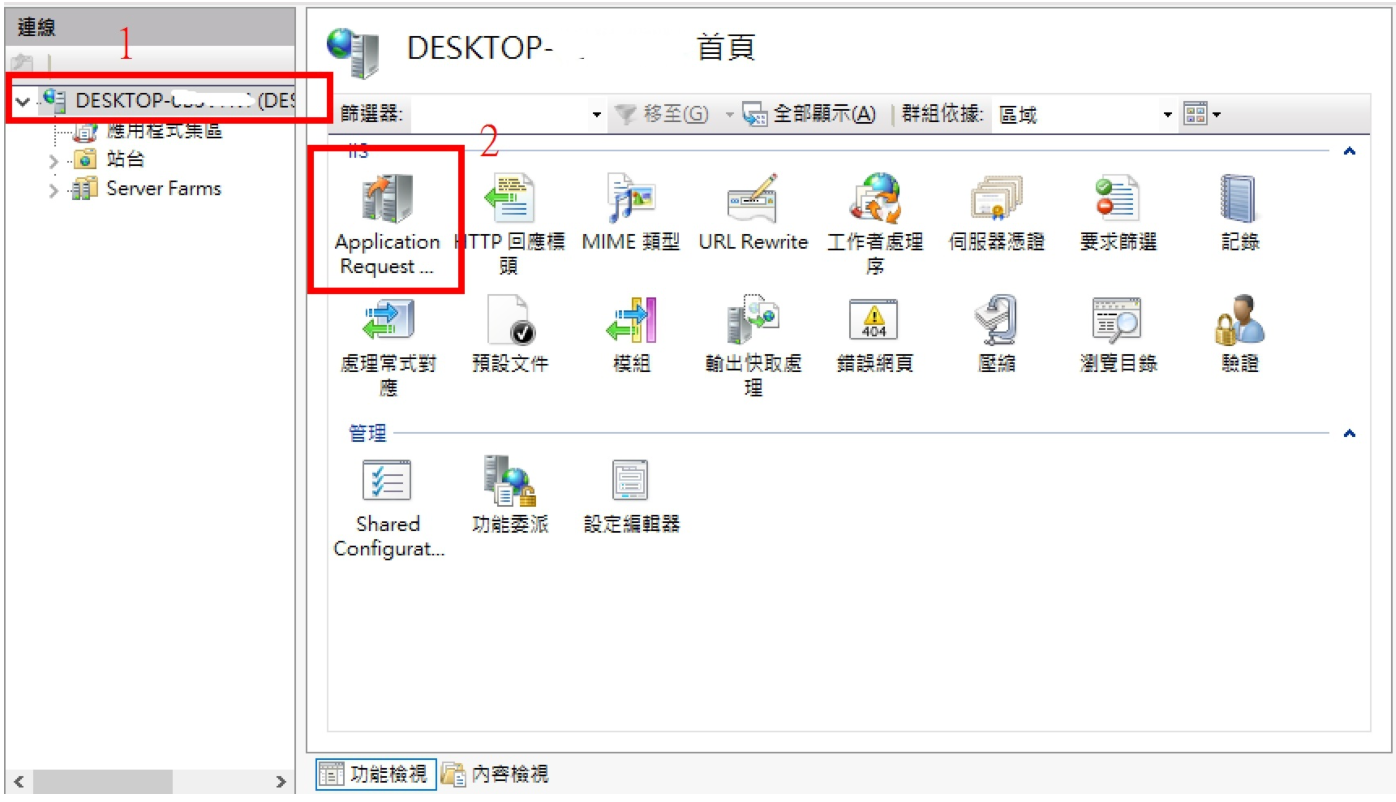 連線
1
DESKTOP- (DES
應用程式集區
站台
Server Farms
DESKTOP- 首頁
篩選器: 移至(G) 全部顯示(A) 群組依據: 區域
IIS
2
Application
Request ...
HTTP 回應標
頭
MIME 類型
URL Rewrite
工作者處理
序
伺服器憑證
要求篩選
記錄
處理常式對
應
預設文件
模組
輸出快取處
理
404
錯誤網頁
壓縮
瀏覽目錄
驗證
管理
Shared
Configurat...
功能委派
設定編輯器
功能檢視 內容檢視